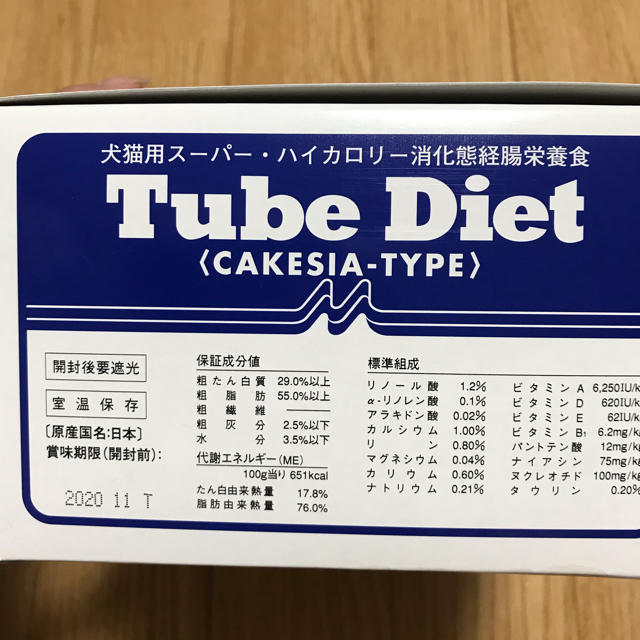 犬猫用スーパー・ハイカロリー消化態経腸栄養食
Tube Diet
〈CAKESIA-TYPE〉
開封後要遮光
室温保存
〔原産国名:日本〕
賞味期限(開封前):
2020 11 T
保証成分値
粗たん白質 29.0%以上
粗脂肪 55.0%以上
粗繊維 ――
粗灰分 2.5%以下
水分 3.5%以下
代謝エネルギー(ME)
100g当り 651kcal
たん白由来熱量 17.8%
脂肪由来熱量 76.0%
標準組成
リノール酸 1.2%
α-リノレン酸 0.1%
アラキドン酸 0.02%
カルシウム 1.00%
リン 0.80%
マグネシウム 0.04%
カリウム 0.60%
ナトリウム 0.21%
ビタミンA 6,250IU/k
ビタミンD 620IU/k
ビタミンE 62IU/k
ビタミンB₁ 6.2mg/k
パントテン酸 12mg/kg
ナイアシン 75mg/kg
ヌクレオチド 100mg/kg
タウリン 0.20%